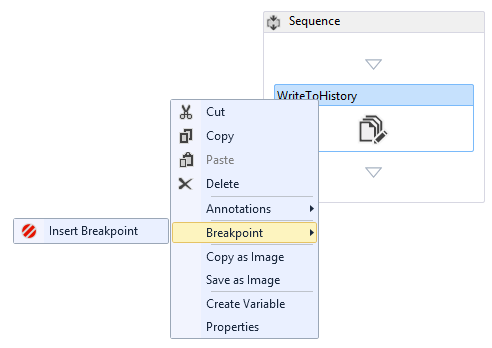 Sequence
WriteToHistory
Cut
Copy
Paste
Delete
Annotations
Breakpoint
Insert Breakpoint
Copy as Image
Save as Image
Create Variable
Properties